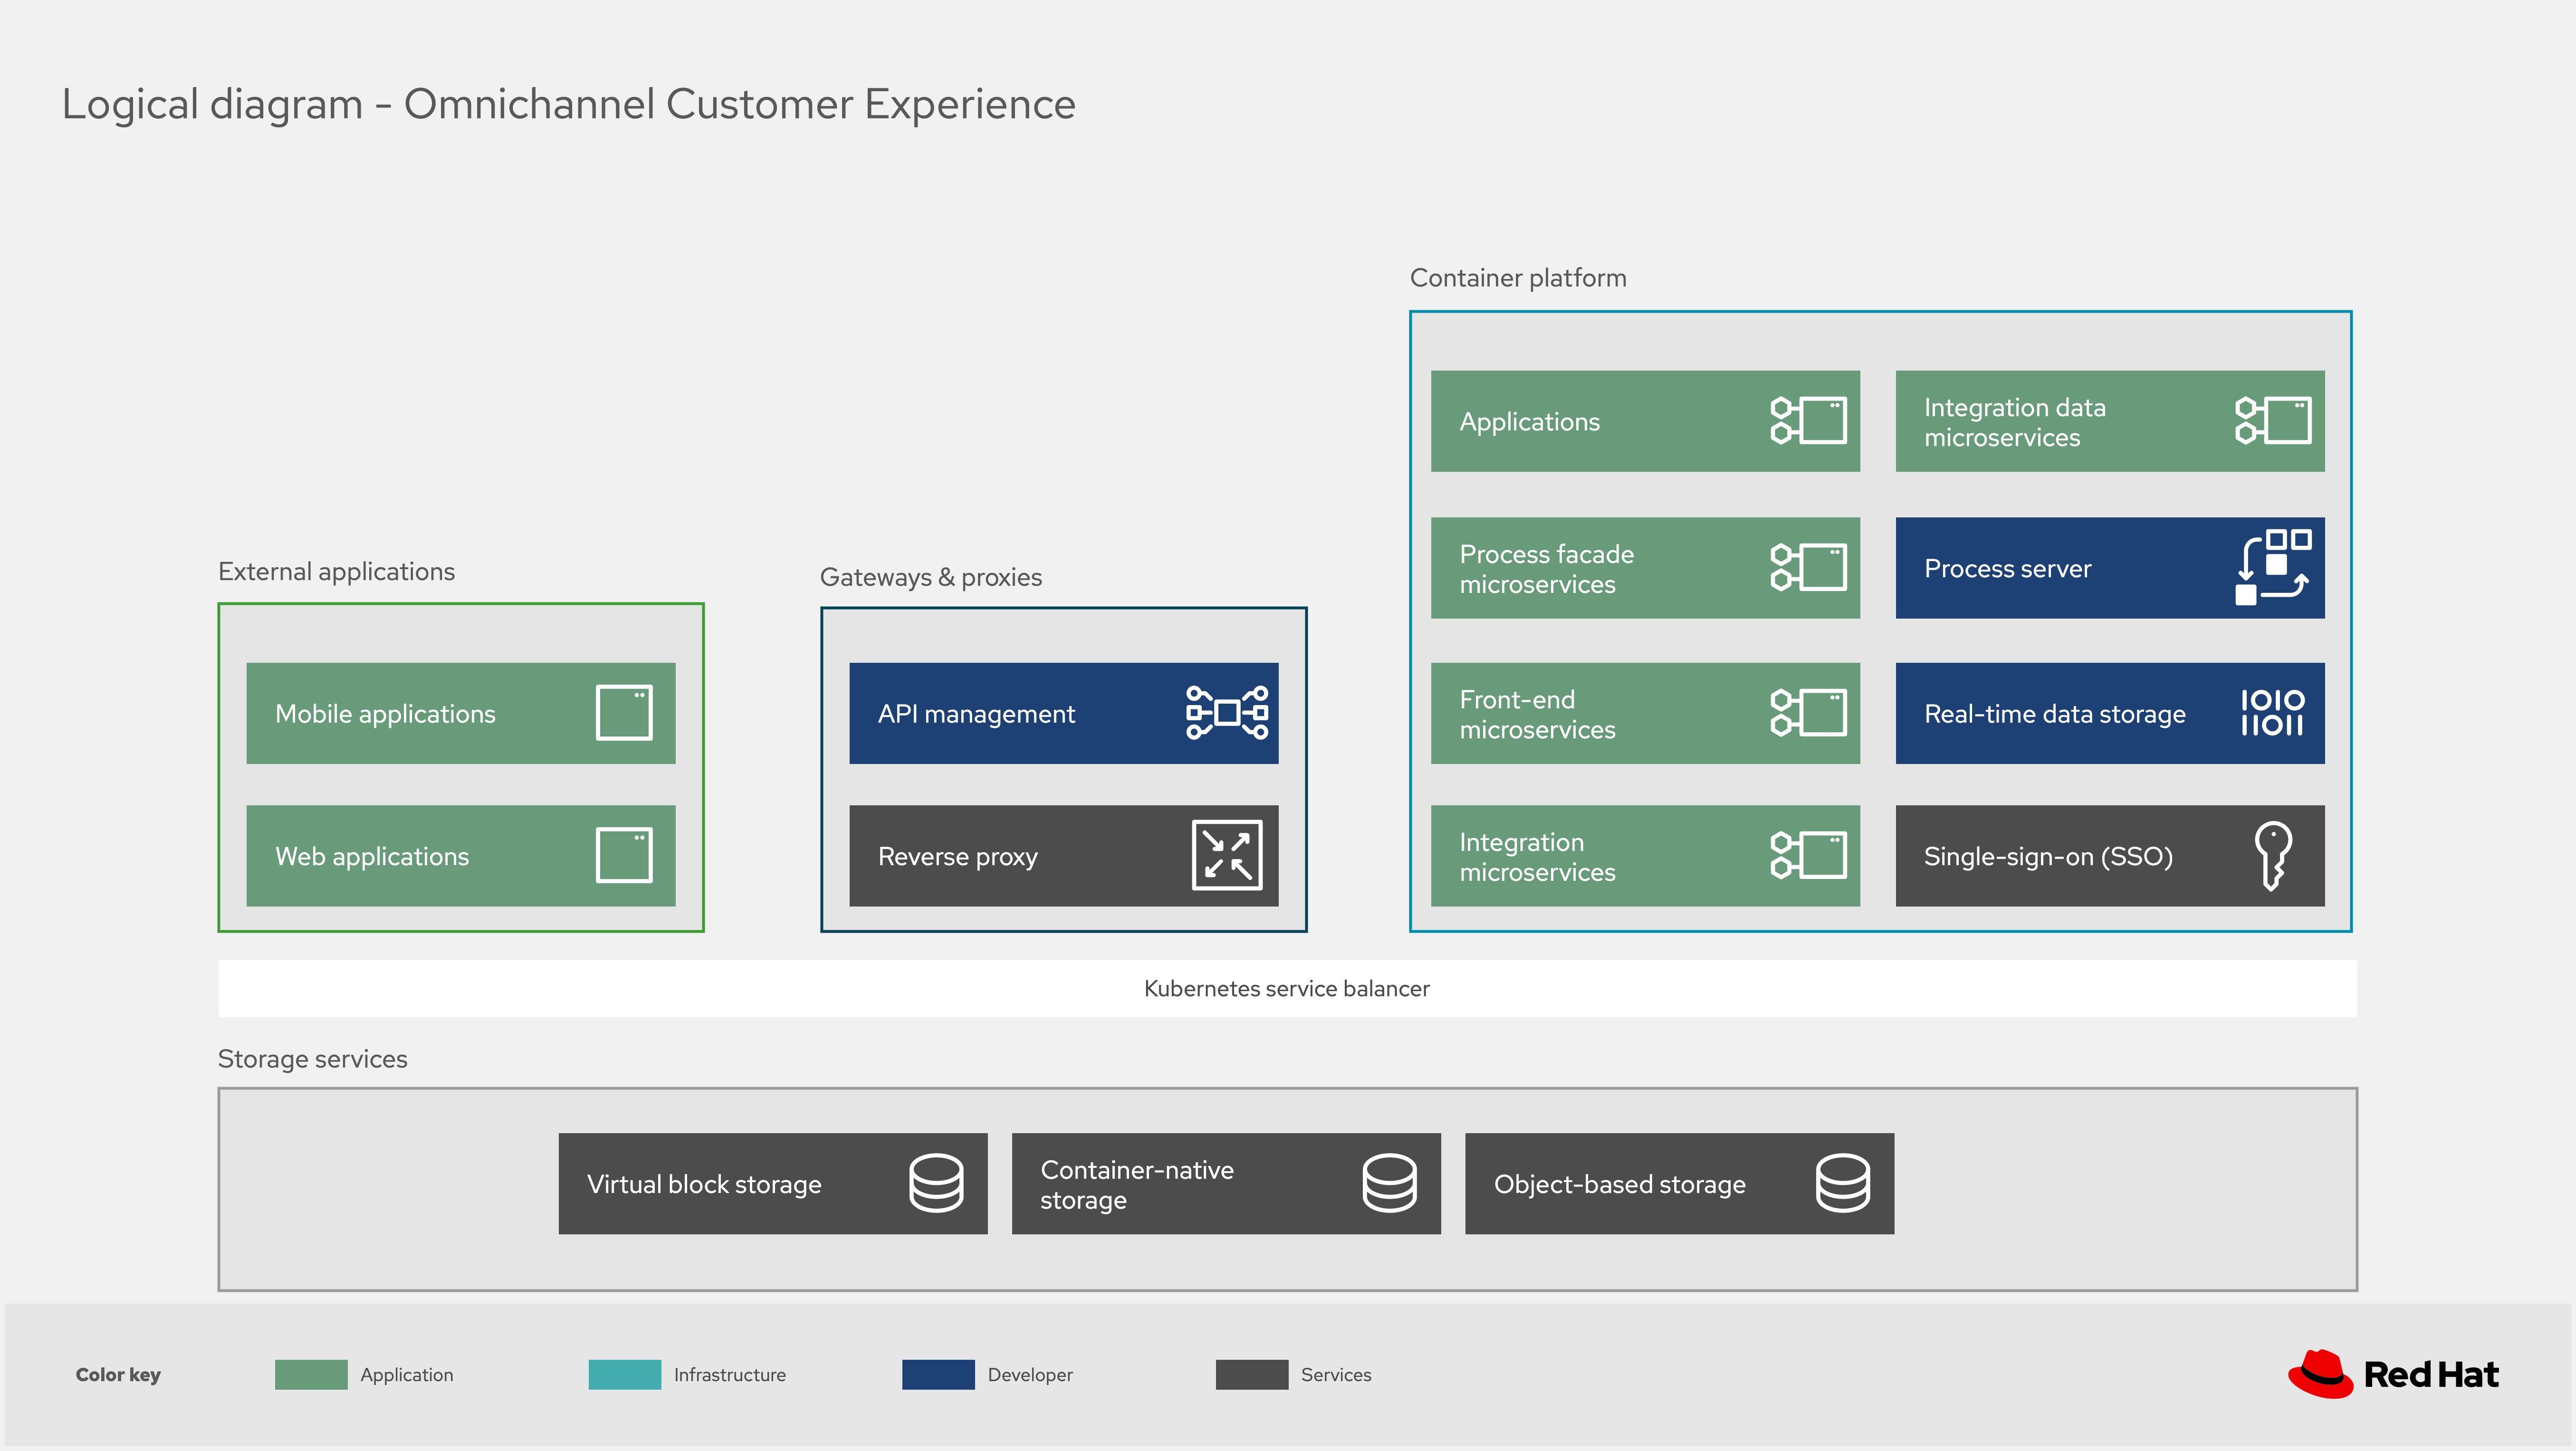 Logical diagram - Omnichannel Customer Experience
Container platform
Applications
Integration data
microservices
Process facade
microservices
Process server
External applications
Gateways & proxies
Mobile applications
API management
Front-end
microservices
Real-time data storage
Web applications
Reverse proxy
Integration
microservices
Single-sign-on (SSO)
Kubernetes service balancer
Storage services
Virtual block storage
Container-native
storage
Object-based storage
Color key
Application
Infrastructure
Developer
Services
Red Hat